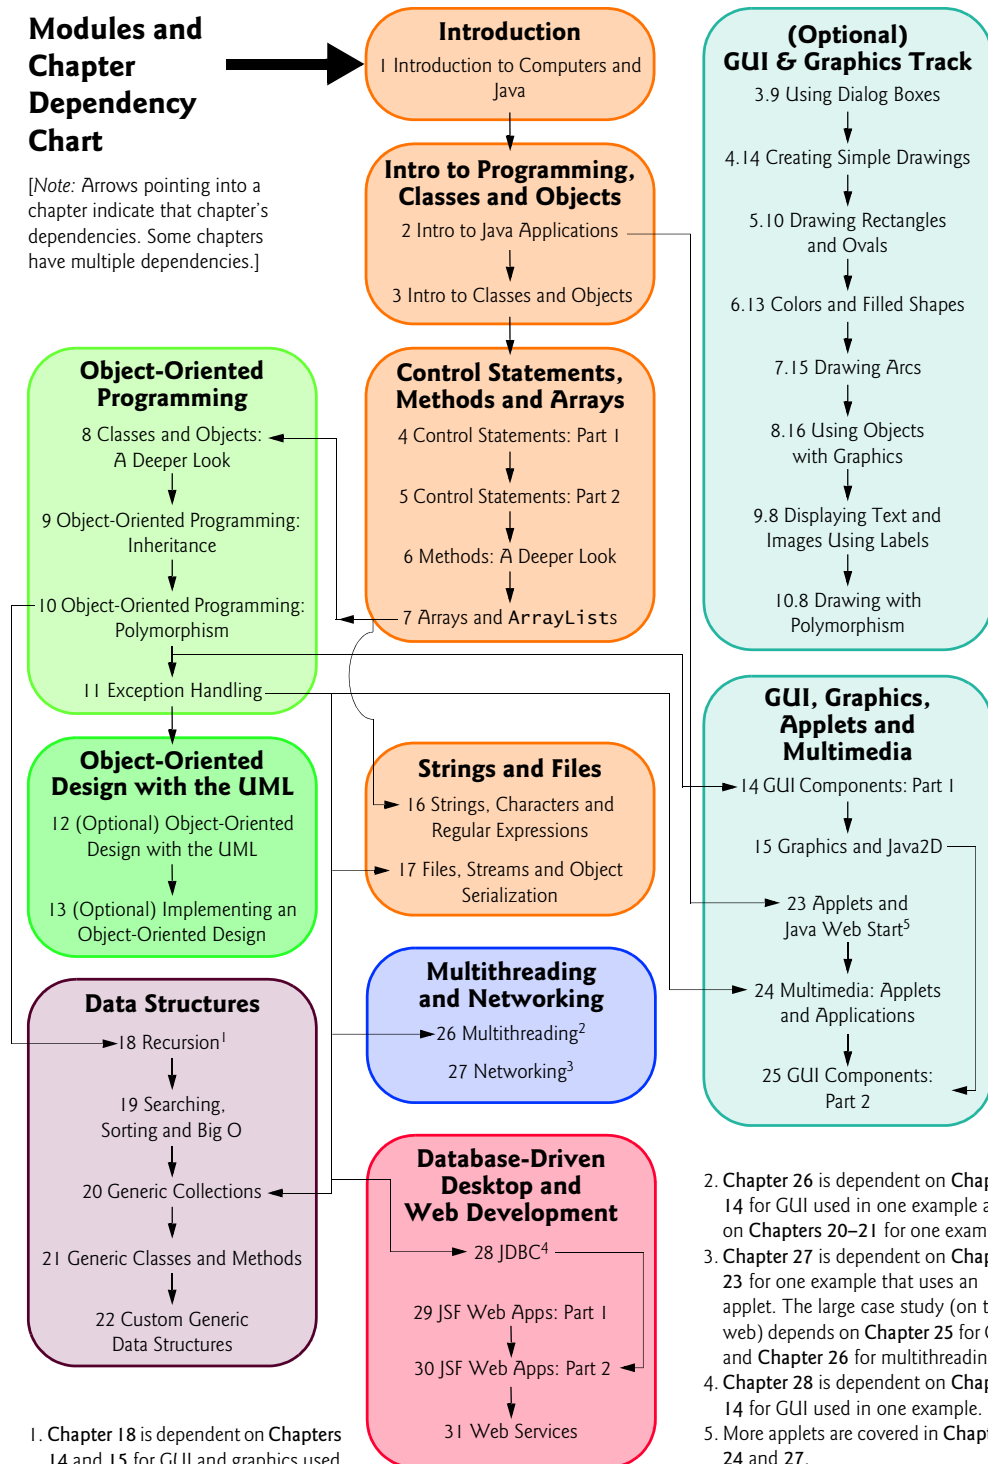 Modules and
Chapter
Dependency
Chart
[Note: Arrows pointing into a
chapter indicate that chapter's
dependencies. Some chapters
have multiple dependencies.]
Introduction
1 Introduction to Computers and
Java
Intro to Programming,
Classes and Objects
2 Intro to Java Applications
3 Intro to Classes and Objects
Control Statements,
Methods and Arrays
4 Control Statements: Part 1
5 Control Statements: Part 2
6 Methods: A Deeper Look
7 Arrays and ArrayLists
(Optional)
GUI & Graphics Track
3.9 Using Dialog Boxes
4.14 Creating Simple Drawings
5.10 Drawing Rectangles
and Ovals
6.13 Colors and Filled Shapes
7.15 Drawing Arcs
8.16 Using Objects
with Graphics
9.8 Displaying Text and
Images Using Labels
10.8 Drawing with
Polymorphism
Object-Oriented
Programming
8 Classes and Objects:
A Deeper Look
9 Object-Oriented Programming:
Inheritance
10 Object-Oriented Programming:
Polymorphism
11 Exception Handling
Object-Oriented
Design with the UML
12 (Optional) Object-Oriented
Design with the UML
13 (Optional) Implementing an
Object-Oriented Design
Strings and Files
16 Strings, Characters and
Regular Expressions
17 Files, Streams and Object
Serialization
GUI, Graphics,
Applets and
Multimedia
14 GUI Components: Part 1
15 Graphics and Java2D
23 Applets and
Java Web Start5
24 Multimedia: Applets
and Applications
25 GUI Components:
Part 2
Data Structures
18 Recursion1
19 Searching,
Sorting and Big O
20 Generic Collections
21 Generic Classes and Methods
22 Custom Generic
Data Structures
Multithreading
and Networking
26 Multithreading2
27 Networking3
Database-Driven
Desktop and
Web Development
28 JDBC4
29 JSF Web Apps: Part 1
30 JSF Web Apps: Part 2
31 Web Services
1. Chapter 18 is dependent on Chapters
14 and 15 for GUI and graphics used
2. Chapter 26 is dependent on
14 for GUI used in one example
on Chapters 20–21 for one
3. Chapter 27 is dependent on
23 for one example that uses an
applet. The large case study (on
web) depends on Chapter 25 for
and Chapter 26 for
4. Chapter 28 is dependent on
14 for GUI used in one example.
5. More applets are covered in
24 and 27.